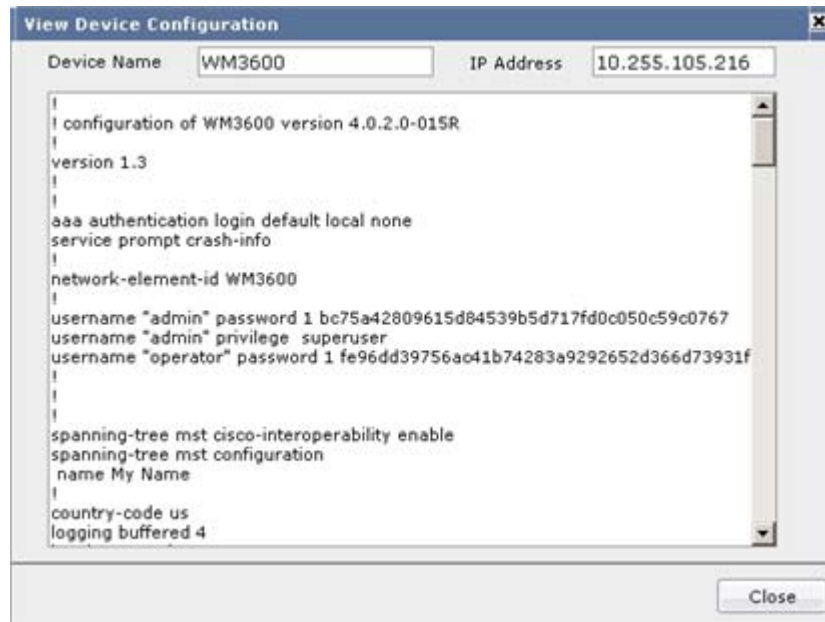 View Device Configuration
Device Name WM3600 IP Address 10.255.105.216
!
! configuration of WM3600 version 4.0.2.0-015R
!
version 1.3
!
!
aaa authentication login default local none
service prompt crash-info
!
network-element-id WM3600
!
username "admin" password 1 bc75a42809615d84539b5d717fd0c050c59c0767
username "admin" privilege superuser
username "operator" password 1 fe96dd39756ac41b74283a9292652d366d73931f
!
!
!
spanning-tree mst cisco-interoperability enable
spanning-tree mst configuration
name My Name
!
country-code us
logging buffered 4
Close